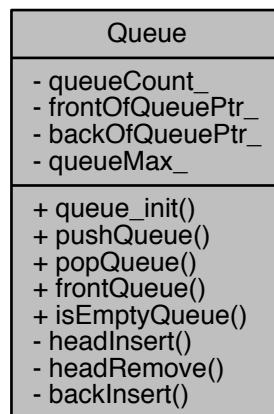 Queue
- queueCount_
- frontOfQueuePtr_
- backOfQueuePtr_
- queueMax_
+ queue_init()
+ pushQueue()
+ popQueue()
+ frontQueue()
+ isEmptyQueue()
- headInsert()
- headRemove()
- backInsert()